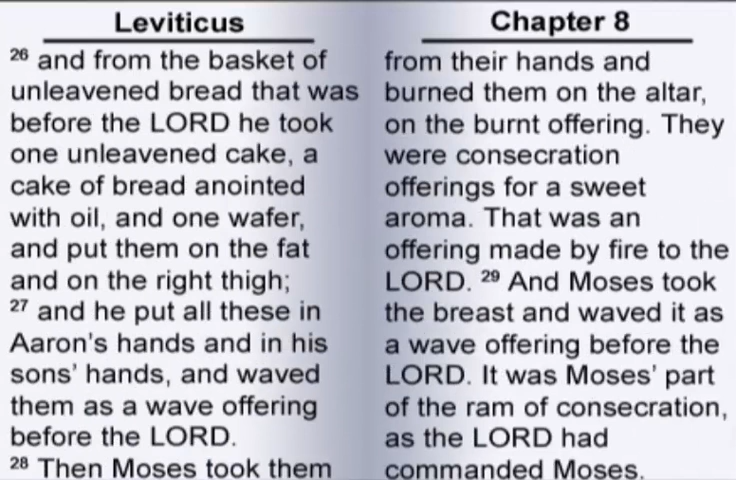 Leviticus
26 and from the basket of
unleavened bread that was
before the LORD he took
one unleavened cake, a
cake of bread anointed
with oil, and one wafer,
and put them on the fat
and on the right thigh;
27 and he put all these in
Aaron's hands and in his
sons' hands, and waved
them as a wave offering
before the LORD.
28 Then Moses took them
Chapter 8
from their hands and
burned them on the altar,
on the burnt offering. They
were consecration
offerings for a sweet
aroma. That was an
offering made by fire to the
LORD. 29 And Moses took
the breast and waved it as
a wave offering before the
LORD. It was Moses' part
of the ram of consecration,
as the LORD had
commanded Moses.